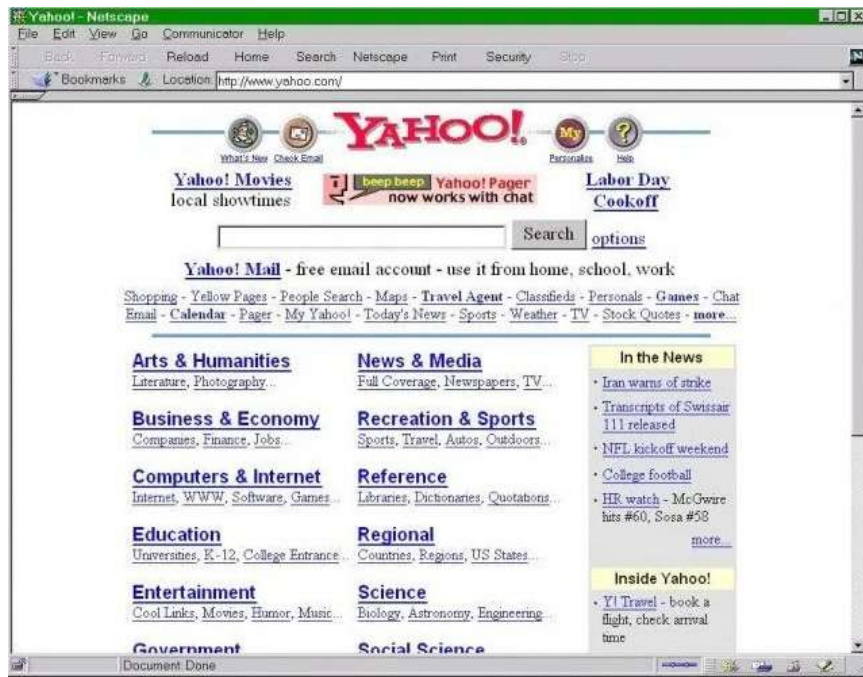 Yahoo! - Netscape
File Edit View Go Communicator Help
Back Forward Reload Home Search Netscape Print Security Stop
Bookmarks Location: http://www.yahoo.com/
What's New Check Email YAHOO! My Personalize ? Help
Yahoo! Movies
local showtimes
beep beep Yahoo! Pager
now works with chat
Labor Day
Cookoff
Search options
Yahoo! Mail - free email account - use it from home, school, work
Shopping - Yellow Pages - People Search - Maps - Travel Agent - Classifieds - Personals - Games - Chat
Email - Calendar - Pager - My Yahoo! - Today's News - Sports - Weather - TV - Stock Quotes - more...
Arts & Humanities
Literature, Photography...
Business & Economy
Companies, Finance, Jobs...
Computers & Internet
Internet, WWW, Software, Games...
Education
Universities, K-12, College Entrance...
Entertainment
Cool Links, Movies, Humor, Music...
Government
News & Media
Full Coverage, Newspapers, TV...
Recreation & Sports
Sports, Travel, Autos, Outdoors...
Reference
Libraries, Dictionaries, Quotations...
Regional
Countries, Regions, US States...
Science
Biology, Astronomy, Engineering...
Social Science
In the News
· Iran warns of strike
· Transcripts of Swissair
111 released
· NFL kickoff weekend
· College football
· HR watch - McGwire
hits #60, Sosa #58
more...
Inside Yahoo!
· Y! Travel - book a
flight, check arrival
time
Document: Done